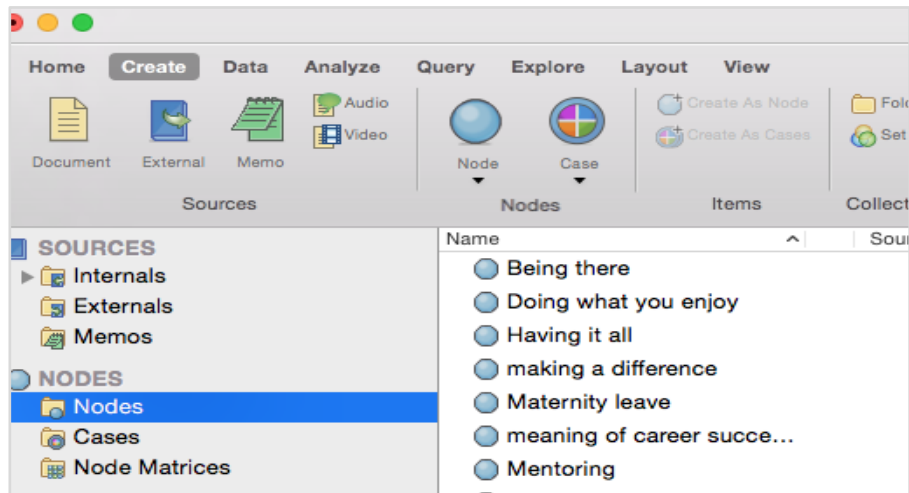 Home Create Data Analyze Query Explore Layout View
Document External Memo Audio Video Node Case Create As Node Create As Cases Set
Sources Nodes Items
SOURCES
Internals
Externals
Memos
NODES
Nodes
Cases
Node Matrices
Name
Being there
Doing what you enjoy
Having it all
making a difference
Maternity leave
meaning of career succe...
Mentoring